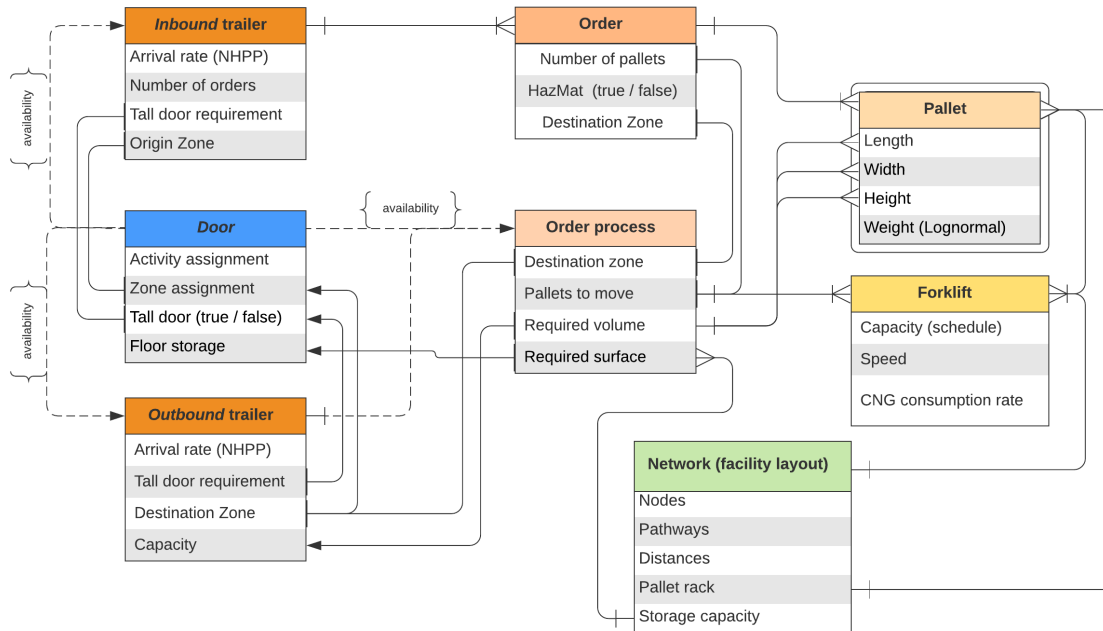 Inbound trailer
Arrival rate (NHPP)
Number of orders
Tall door requirement
Origin Zone
Order
Number of pallets
HazMat (true / false)
Destination Zone
Pallet
Length
Width
Height
Weight (Lognormal)
availability
availability
availability
Door
Activity assignment
Zone assignment
Tall door (true / false)
Floor storage
Order process
Destination zone
Pallets to move
Required volume
Required surface
Forklift
Capacity (schedule)
Speed
CNG consumption rate
Outbound trailer
Arrival rate (NHPP)
Tall door requirement
Destination Zone
Capacity
Network (facility layout)
Nodes
Pathways
Distances
Pallet rack
Storage capacity